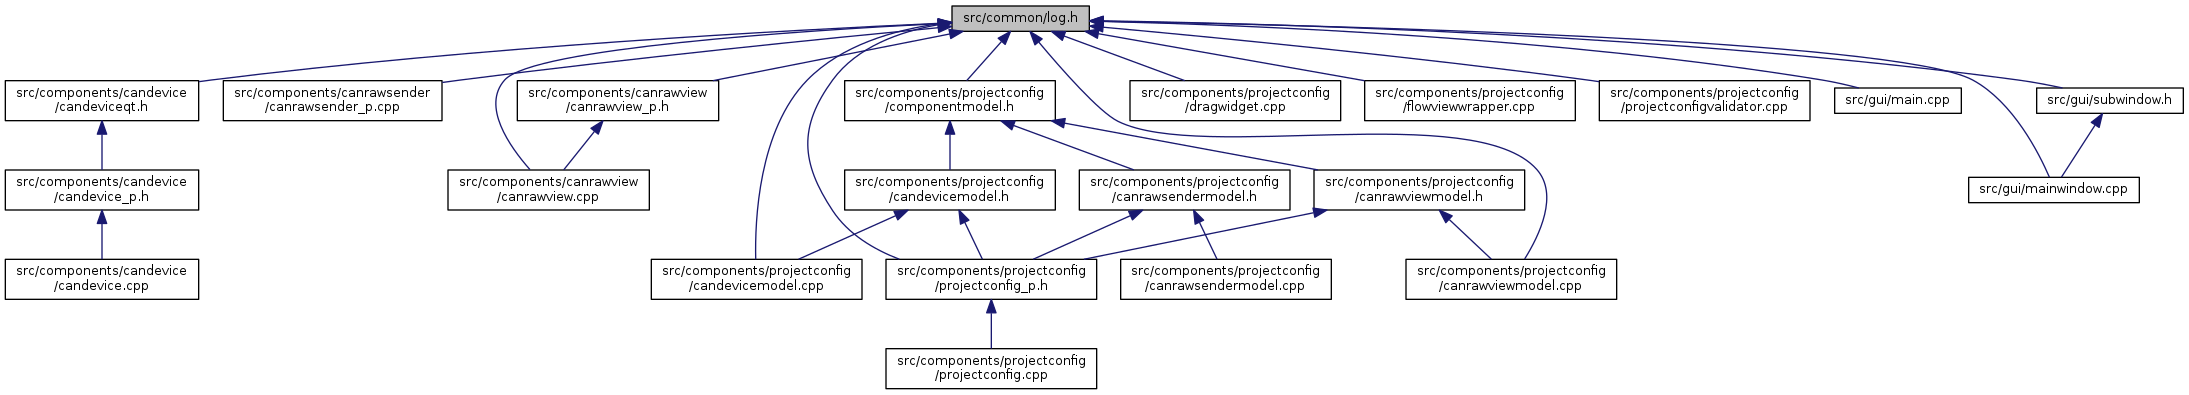 src/common/log.h
src/components/candevice
/candeviceqt.h
src/components/canrawsender
/canrawsender_p.cpp
src/components/canrawview
/canrawview_p.h
src/components/projectconfig
/componentmodel.h
src/components/projectconfig
/dragwidget.cpp
src/components/projectconfig
/flowviewwrapper.cpp
src/components/projectconfig
/projectconfigvalidator.cpp
src/gui/main.cpp
src/gui/subwindow.h
src/components/candevice
/candevice_p.h
src/components/canrawview
/canrawview.cpp
src/components/projectconfig
/candevicemodel.h
src/components/projectconfig
/canrawsendermodel.h
src/components/projectconfig
/canrawviewmodel.h
src/gui/mainwindow.cpp
src/components/candevice
/candevice.cpp
src/components/projectconfig
/candevicemodel.cpp
src/components/projectconfig
/projectconfig_p.h
src/components/projectconfig
/canrawsendermodel.cpp
src/components/projectconfig
/canrawviewmodel.cpp
src/components/projectconfig
/projectconfig.cpp